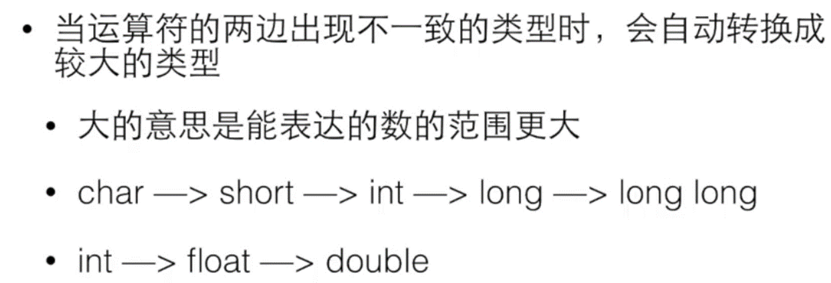 • 当运算符的两边出现不一致的类型时，会自动转换成
较大的类型
• 大的意思是能表达的数的范围更大
• char —> short —> int —> long —> long long
• int —> float —> double